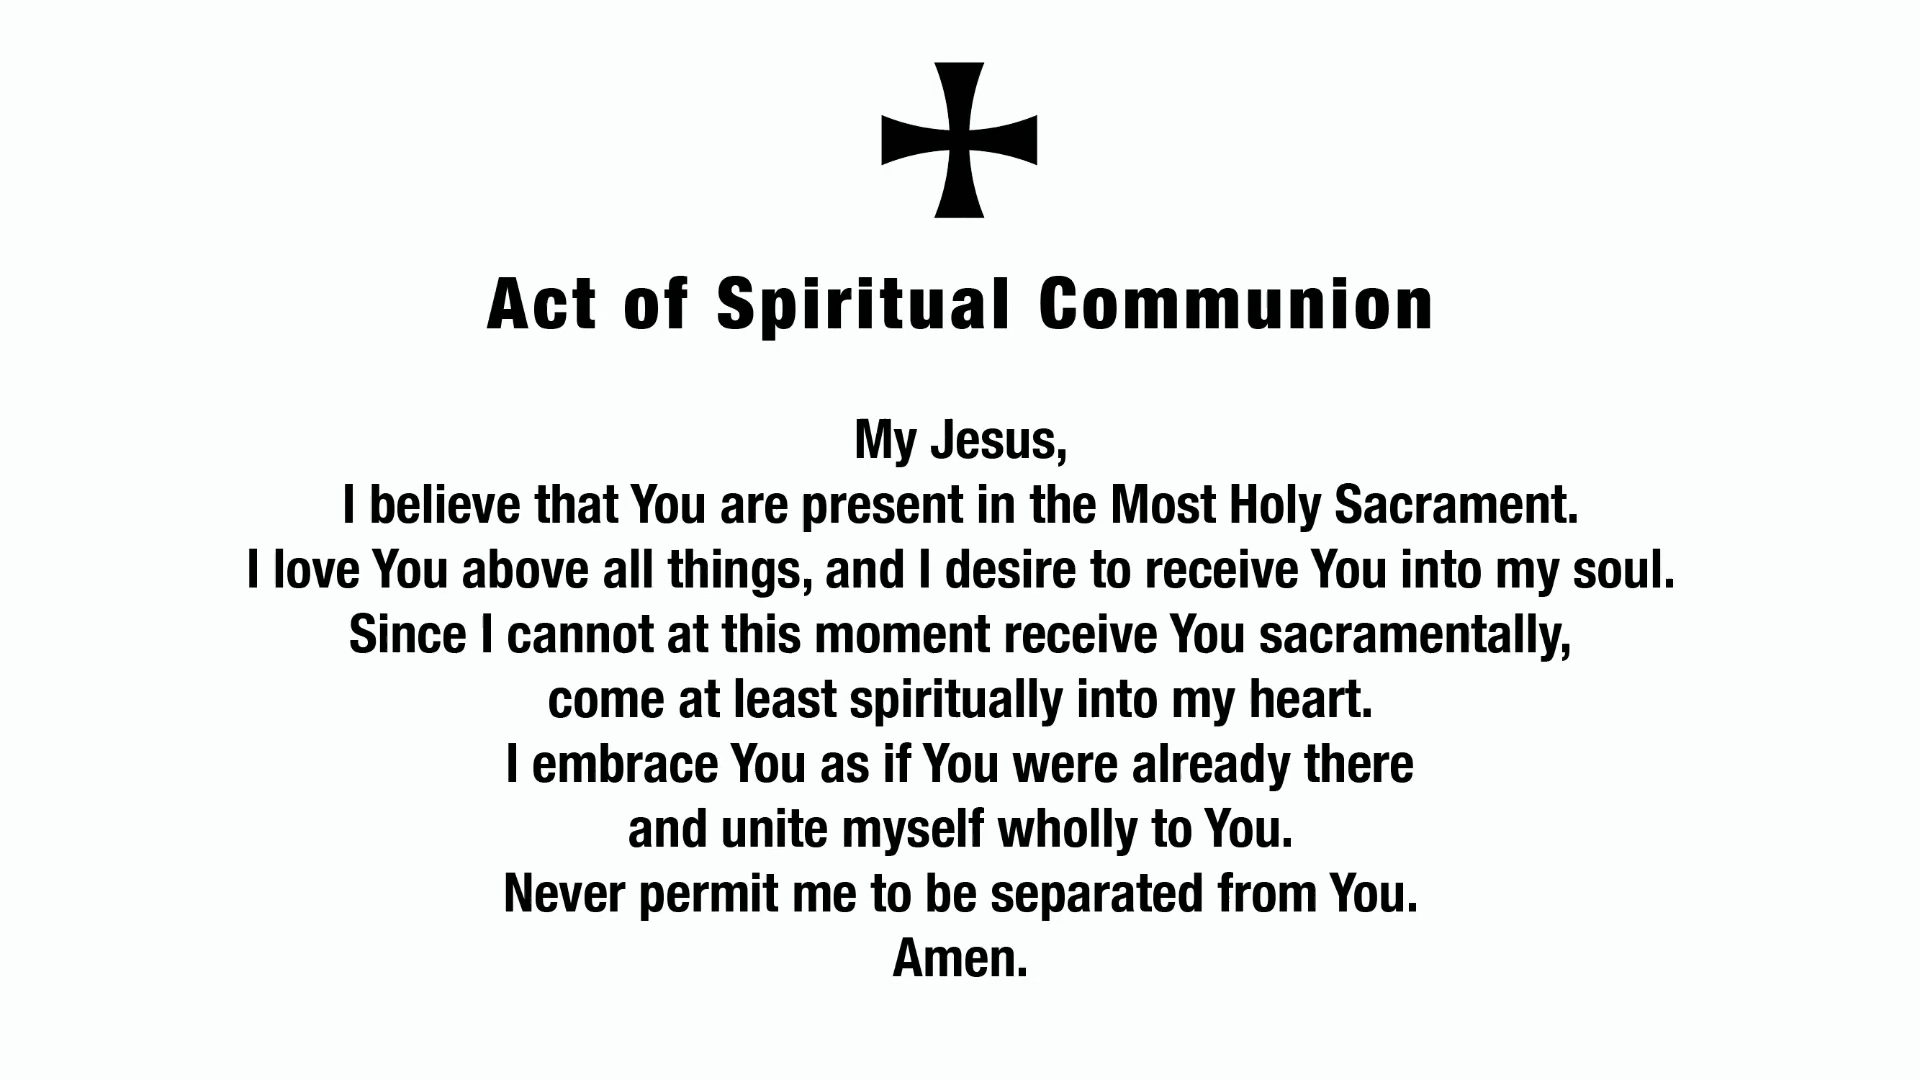 Act of Spiritual Communion
My Jesus,
I believe that You are present in the Most Holy Sacrament.
I love You above all things, and I desire to receive You into my soul.
Since I cannot at this moment receive You sacramentally,
come at least spiritually into my heart.
I embrace You as if You were already there
and unite myself wholly to You.
Never permit me to be separated from You.
Amen.